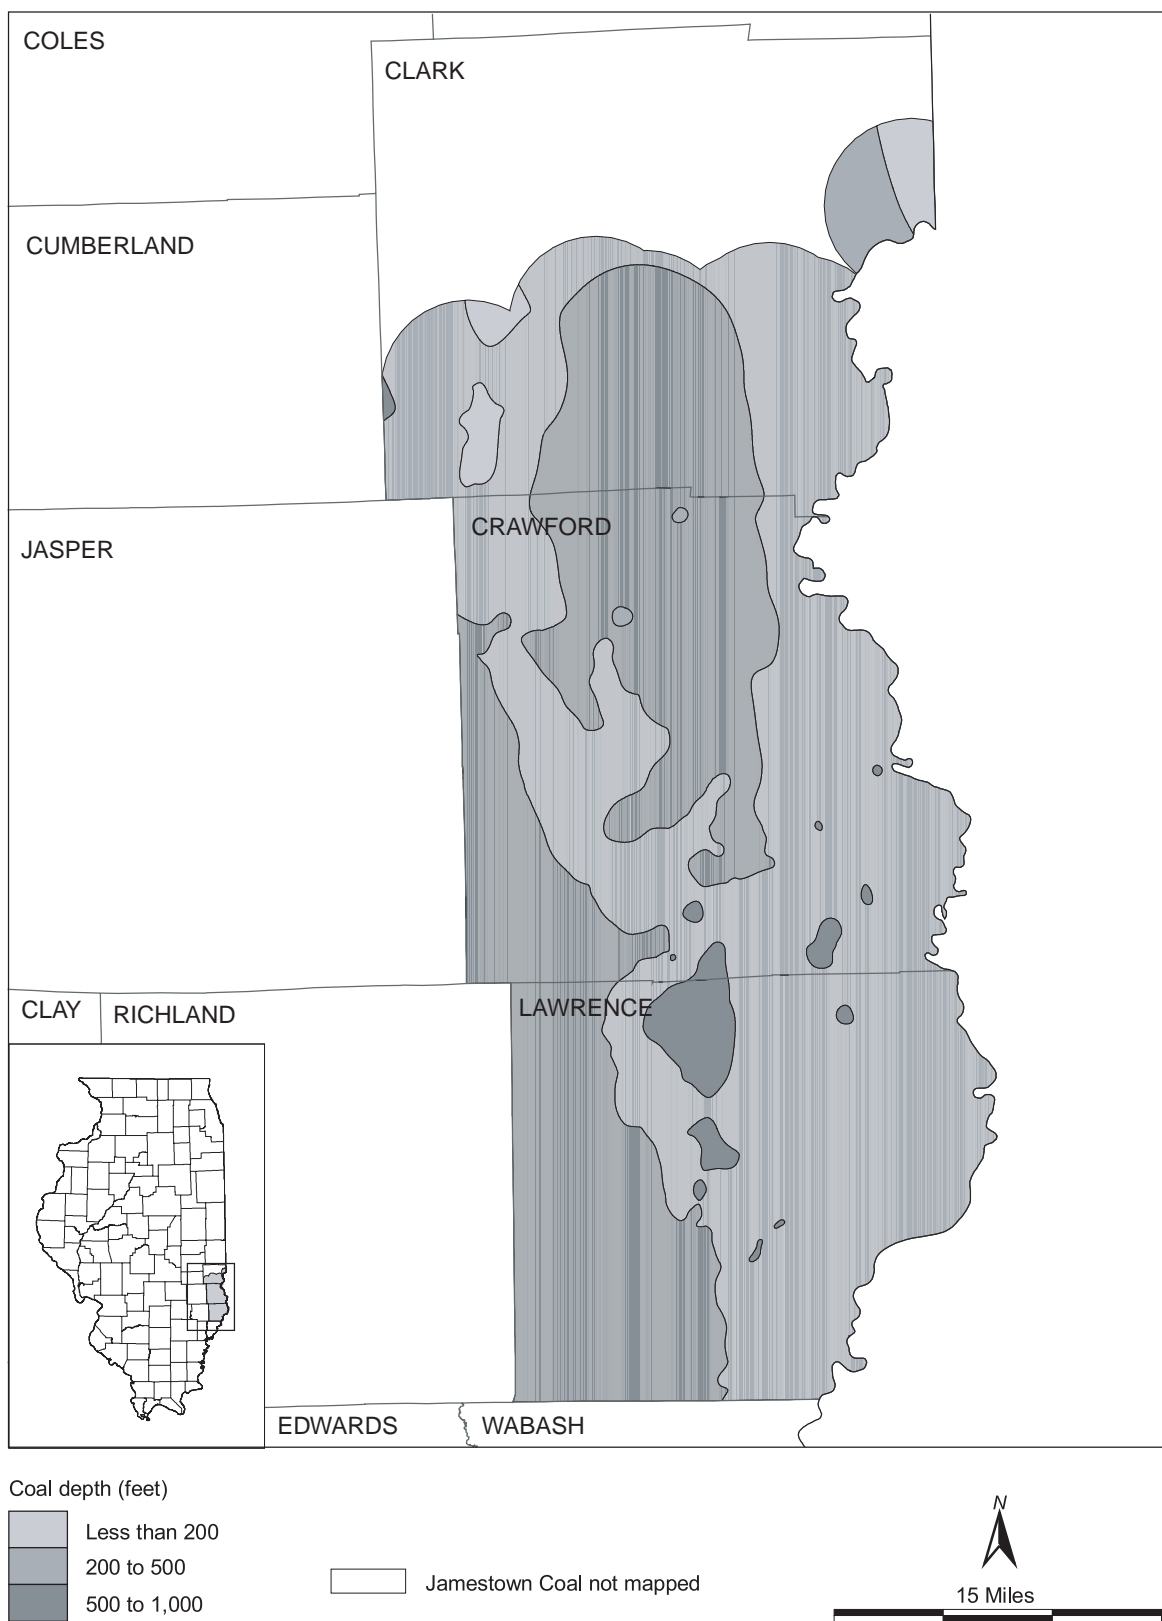 COLES
CLARK
CUMBERLAND
CRAWFORD
JASPER
LAWRENCE
CLAY
RICHLAND
EDWARDS
WABASH
Coal depth (feet)
Less than 200
200 to 500
500 to 1,000
Jamestown Coal not mapped
N
15 Miles